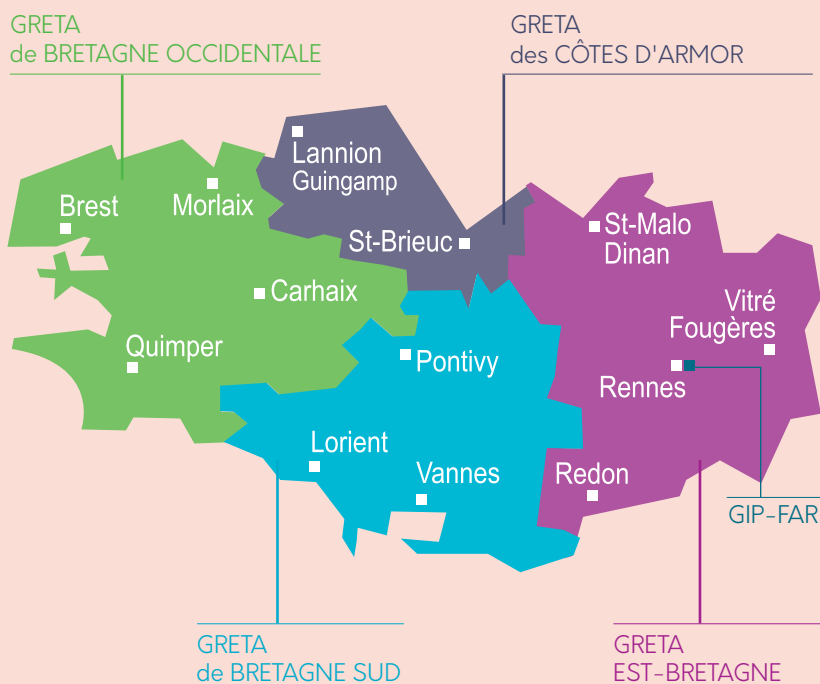 GRETA
de BRETAGNE OCCIDENTALE
GRETA
des CÔTES D'ARMOR
Lannion
Guingamp
Brest
Morlaix
St-Brieuc
St-Malo
Dinan
Carhaix
Vitré
Fougères
Quimper
Pontivy
Rennes
Lorient
Vannes
Redon
GIP-FAR
GRETA
de BRETAGNE SUD
GRETA
EST-BRETAGNE